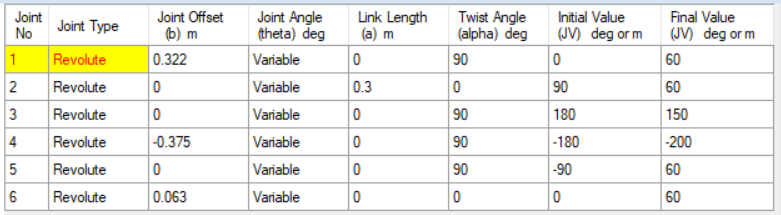 Joint No Joint Type Joint Offset (b) m Joint Angle (theta) deg Link Length (a) m Twist Angle (alpha) deg Initial Value (JV) deg or m Final Value (JV) deg or m
1 Revolute 0.322 Variable 0 90 0 60
2 Revolute 0 Variable 0.3 0 90 60
3 Revolute 0 Variable 0 90 180 150
4 Revolute -0.375 Variable 0 90 -180 -200
5 Revolute 0 Variable 0 90 -90 60
6 Revolute 0.063 Variable 0 0 0 60